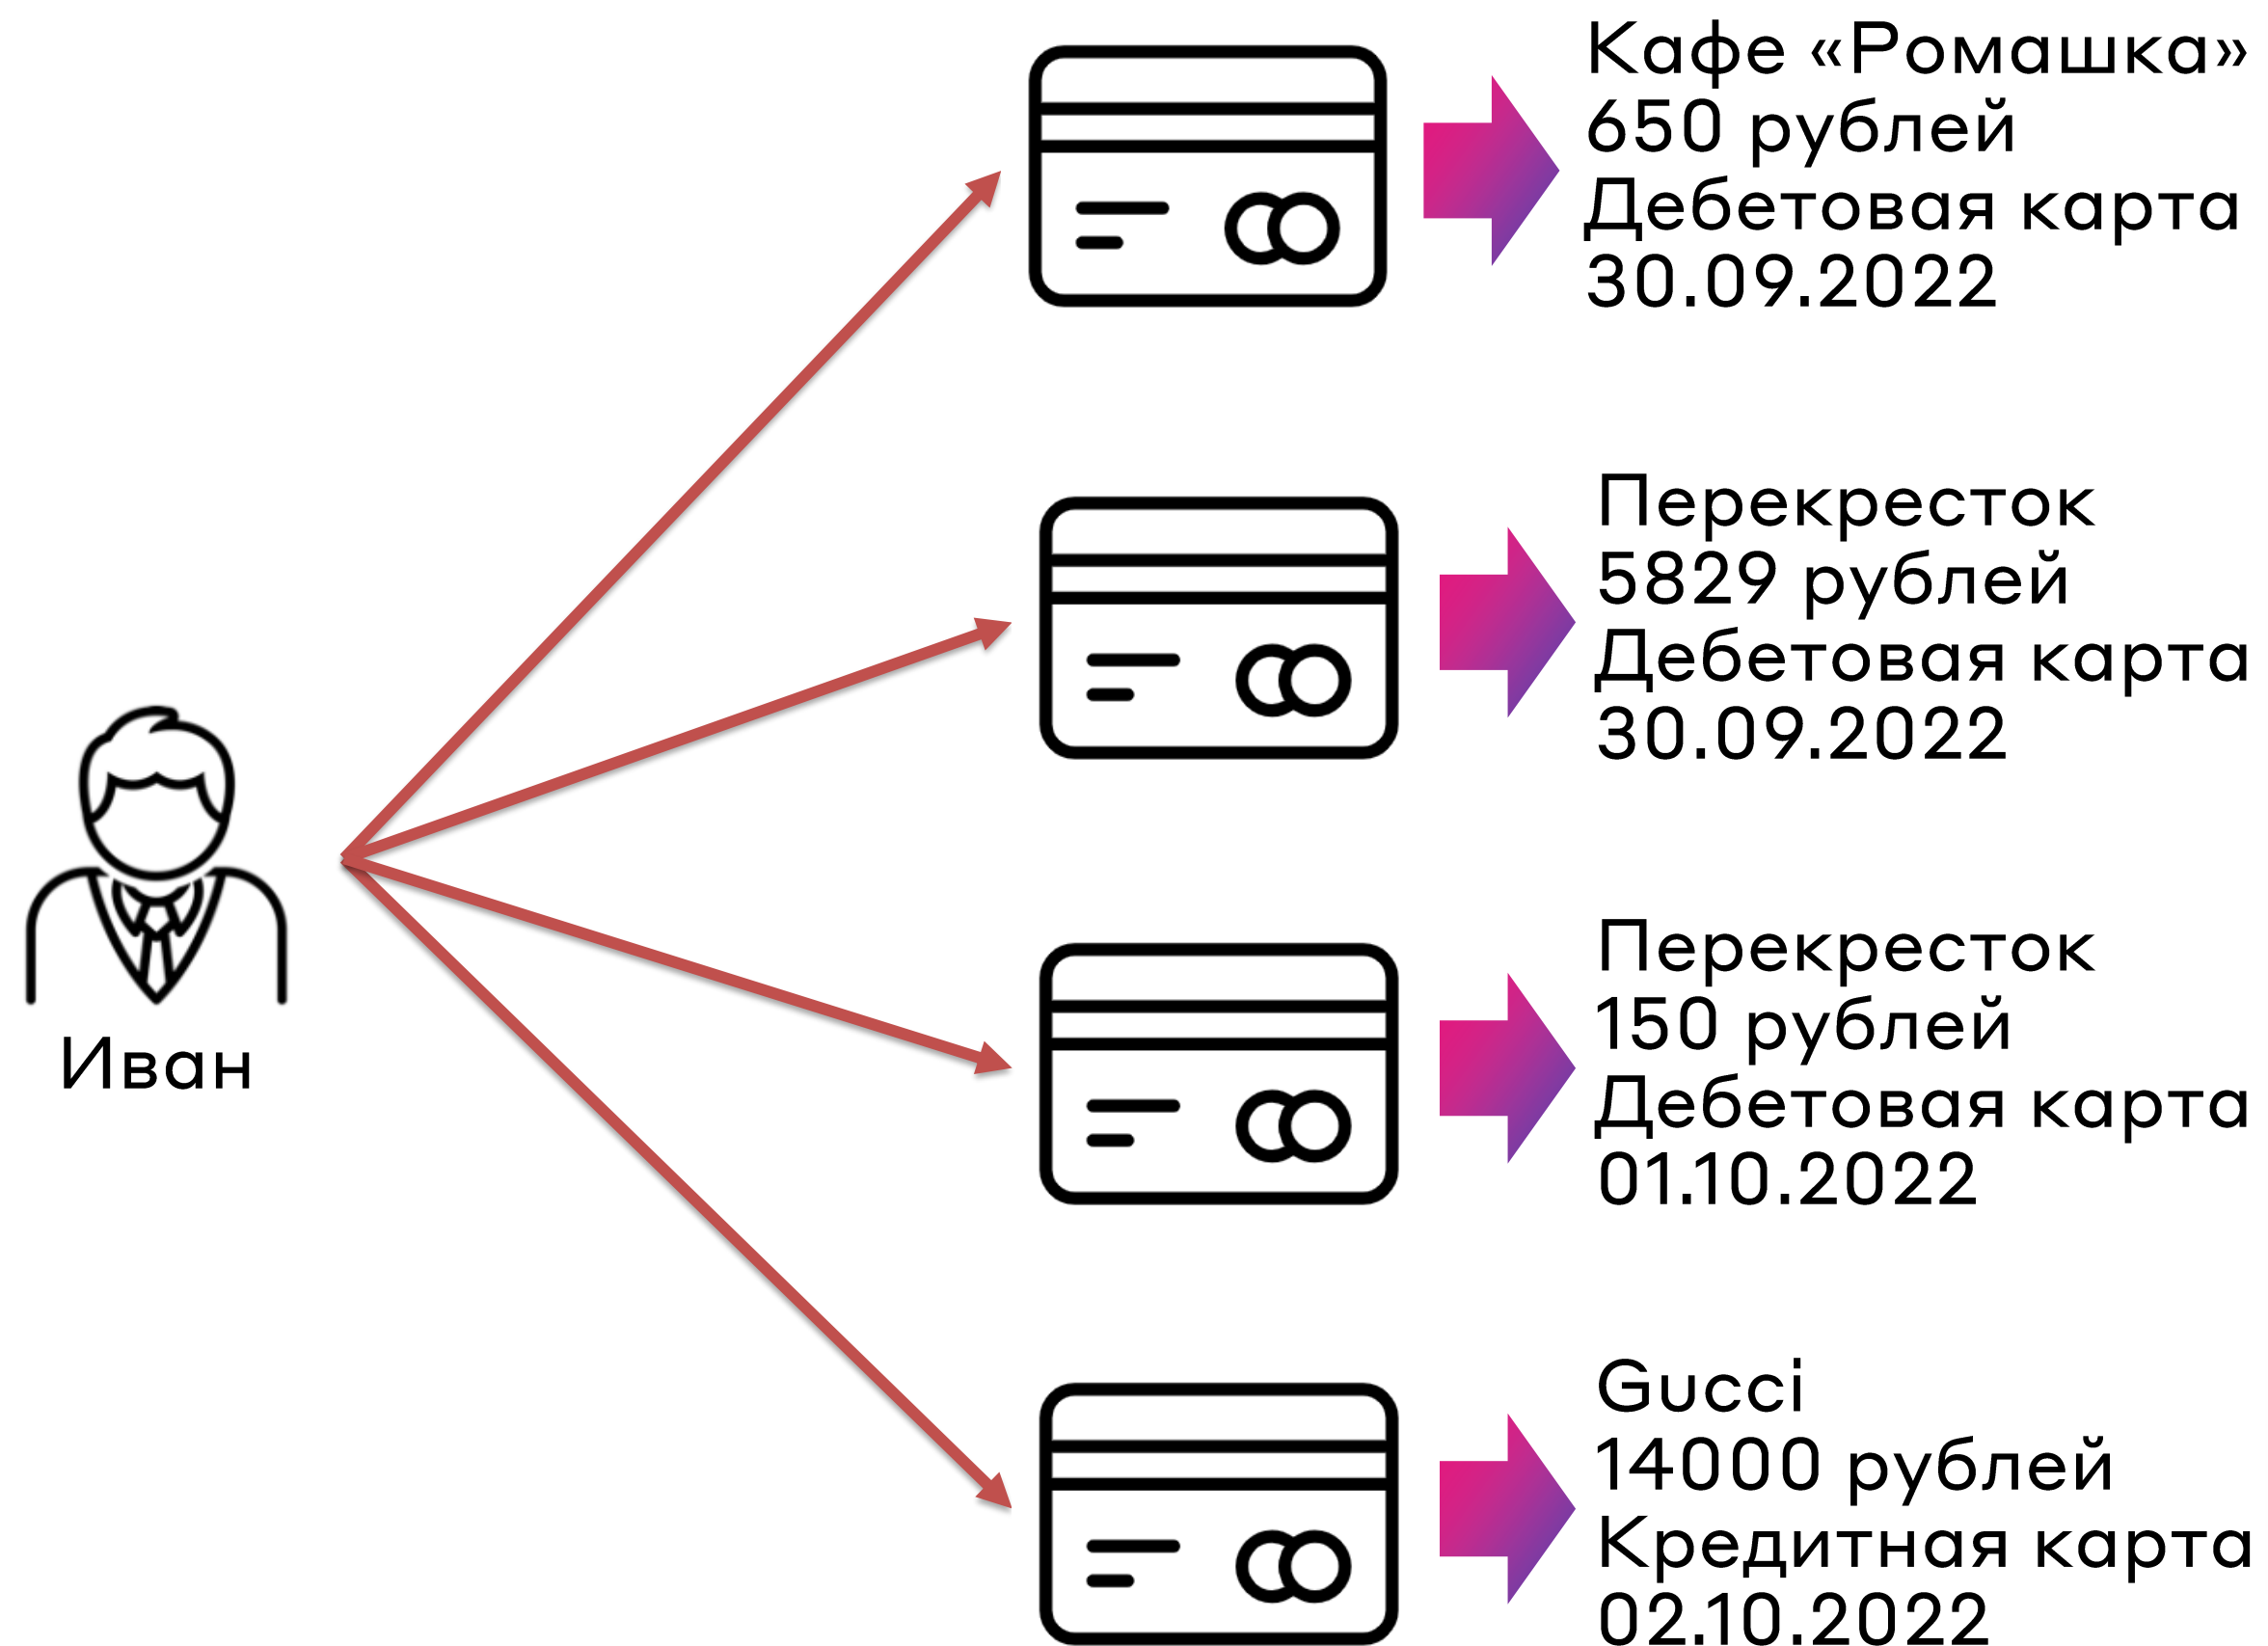 Кафе «Ромашка»
650 рублей
Дебетовая карта
30.09.2022
Перекресток
5829 рублей
Дебетовая карта
30.09.2022
Иван
Перекресток
150 рублей
Дебетовая карта
01.10.2022
Gucci
14000 рублей
Кредитная карта
02.10.2022